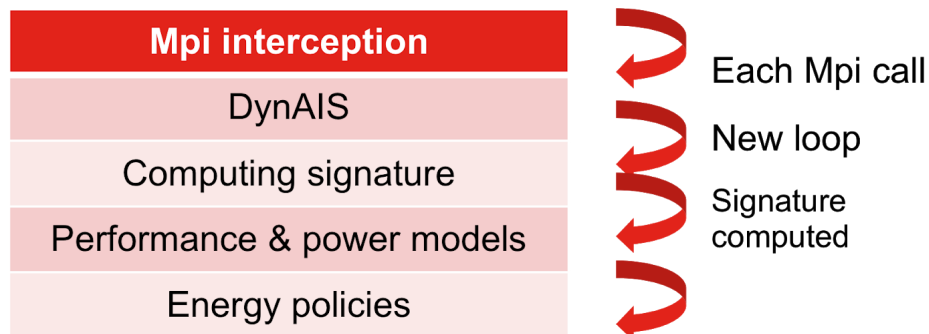 Mpi interception
Each Mpi call
DynAIS
New loop
Computing signature
Signature
computed
Performance & power models
Energy policies